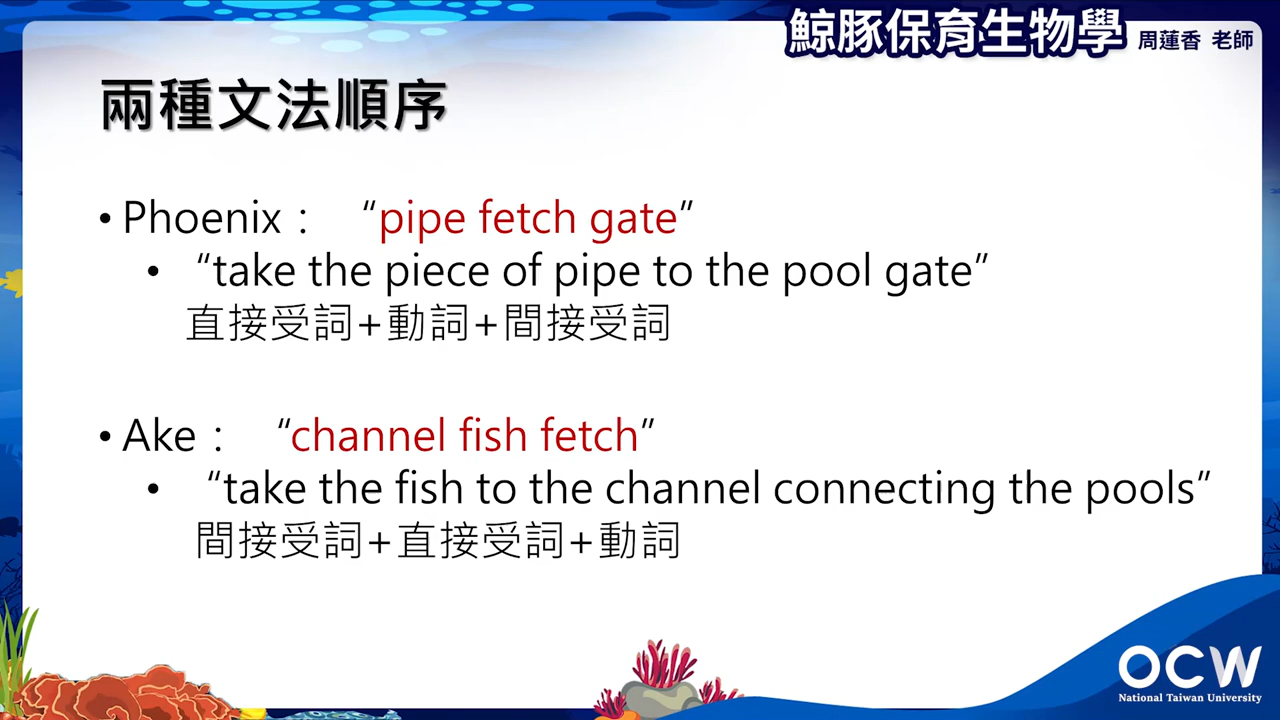 鯨豚保育生物學 周蓮香 老師
兩種文法順序
• Phoenix： “pipe fetch gate”
• “take the piece of pipe to the pool gate”
直接受詞+動詞+間接受詞
• Ake： “channel fish fetch”
• “take the fish to the channel connecting the pools”
間接受詞+直接受詞+動詞
OCW
National Taiwan University